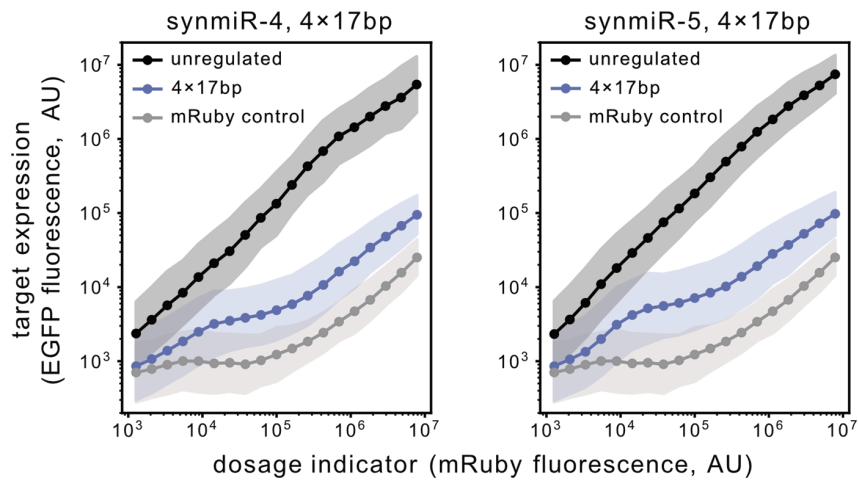 synmiR-4, 4×17bp
synmiR-5, 4×17bp
target expression
(EGFP fluorescence, AU)
10⁷
10⁶
10⁵
10⁴
10³
unregulated
4×17bp
mRuby control
10³ 10⁴ 10⁵ 10⁶ 10⁷
10⁷
10⁶
10⁵
10⁴
10³
unregulated
4×17bp
mRuby control
10³ 10⁴ 10⁵ 10⁶ 10⁷
dosage indicator (mRuby fluorescence, AU)